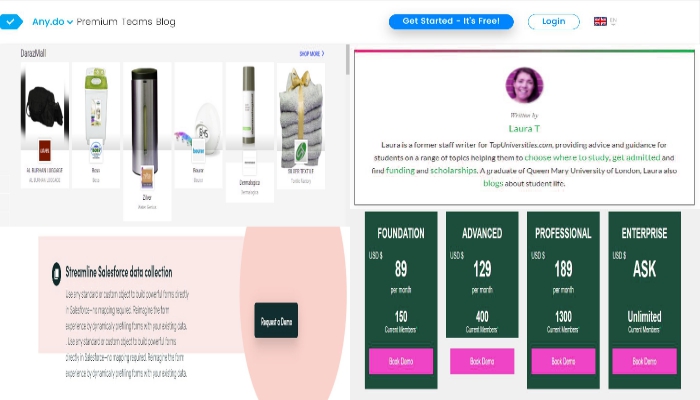 Any.do Premium Teams Blog
Get Started - It's Free!
Login
EN
DarazMall
SHOP MORE
AL BURHAN LUGGAGE
AL BURHAN LUGGAGE
Zilver
Dermalogica
Dermalogica
Written by
Laura T
Laura is a former staff writer for TopUniversities.com, providing advice and guidance for
students on a range of topics helping them to choose where to study, get admitted and
find funding and scholarships. A graduate of Queen Mary University of London, Laura also
blogs about student life.
Streamline Salesforce data collection
Use any standard or custom object to build powerful forms directly
in Salesforce—no mapping required. Reimagine the form
experience by dynamically prefilling forms with your existing data.
. Use any standard or custom object to build powerful forms
directly in Salesforce—no mapping required. Reimagine the form
experience by dynamically prefilling forms with your existing data.
Request a Demo
FOUNDATION
USD $
89
per month
150
Current Members*
Book Demo
ADVANCED
USD $
129
per month
400
Current Members*
Book Demo
PROFESSIONAL
USD $
189
per month
1300
Current Members*
Book Demo
ENTERPRISE
USD $
ASK
Unlimited
Current Members*
Book Demo